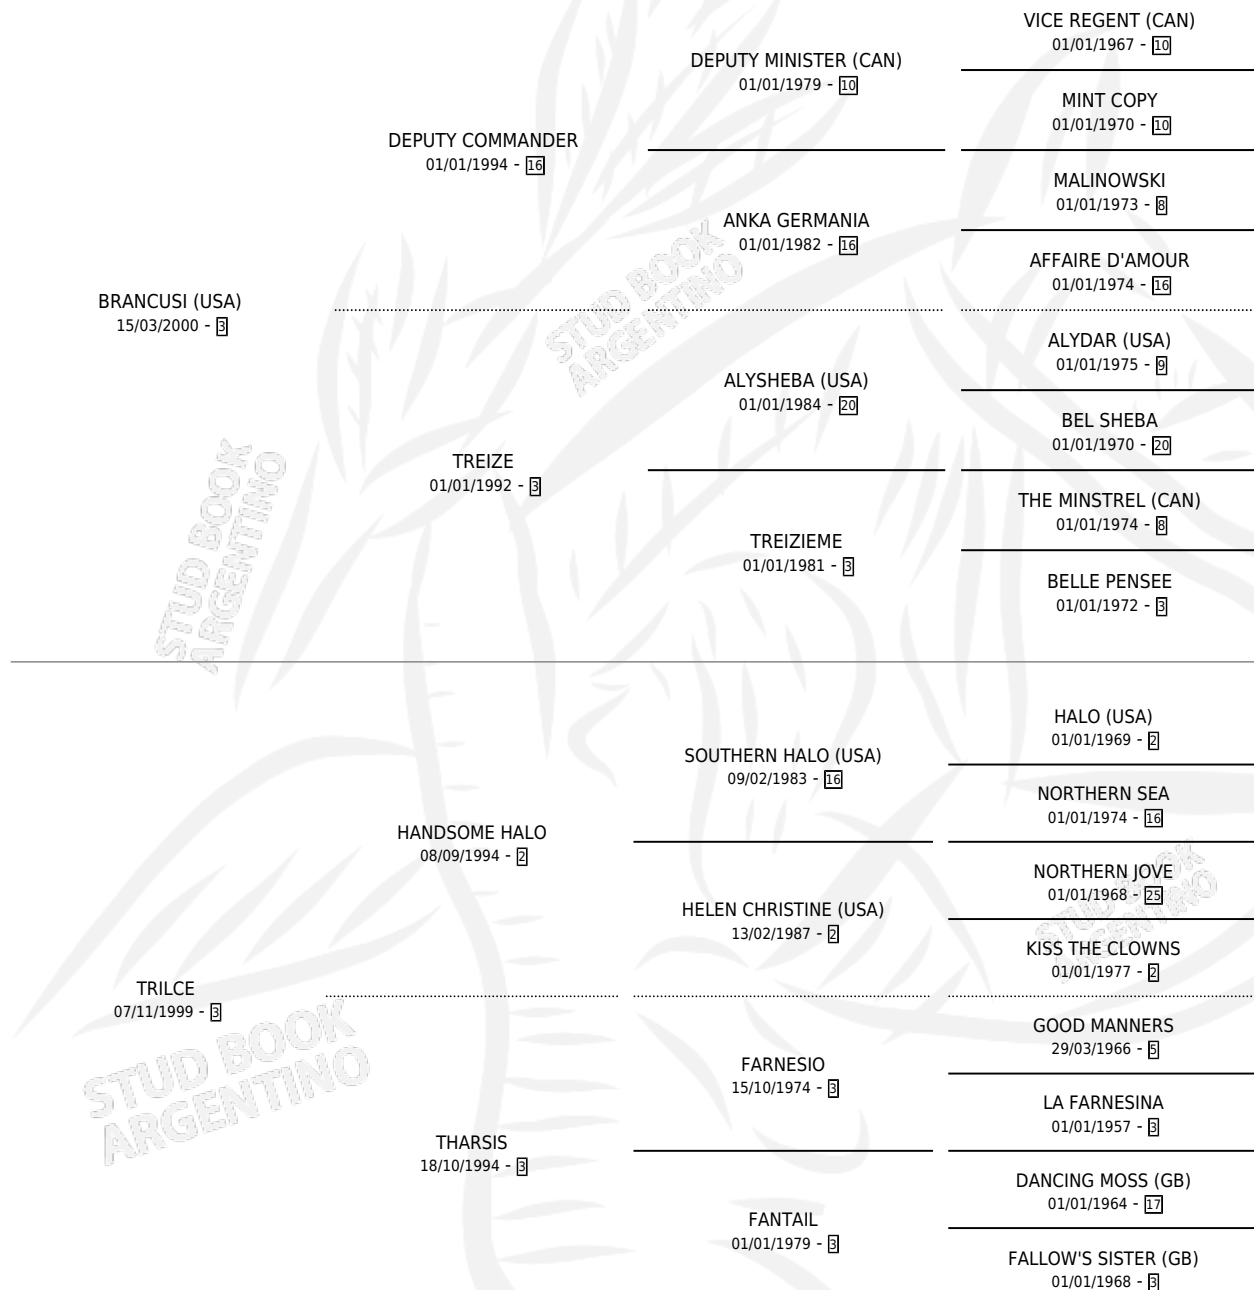 VICE REGENT (CAN)
01/01/1967 - 10
DEPUTY MINISTER (CAN)
01/01/1979 - 10
MINT COPY
01/01/1970 - 10
DEPUTY COMMANDER
01/01/1994 - 16
MALINOWSKI
01/01/1973 - 8
ANKA GERMANIA
01/01/1982 - 16
AFFAIRE D'AMOUR
01/01/1974 - 16
BRANCUSI (USA)
15/03/2000 - 3
STUD BOOK
ARGENTINO
ALYDAR (USA)
01/01/1975 - 9
ALYSHEBA (USA)
01/01/1984 - 20
BEL SHEBA
01/01/1970 - 20
TREIZE
01/01/1992 - 3
THE MINSTREL (CAN)
01/01/1974 - 8
TREIZIEME
01/01/1981 - 3
BELLE PENSEE
01/01/1972 - 3
STUD BOOK
ARGENTINO
HALO (USA)
01/01/1969 - 2
SOUTHERN HALO (USA)
09/02/1983 - 16
NORTHERN SEA
01/01/1974 - 16
HANDSOME HALO
08/09/1994 - 2
NORTHERN JOVE
01/01/1968 - 25
HELEN CHRISTINE (USA)
13/02/1987 - 2
STUD BOOK
ARGENTINO
KISS THE CLOWNS
01/01/1977 - 2
TRILCE
07/11/1999 - 3
GOOD MANNERS
29/03/1966 - 5
FARNESIO
15/10/1974 - 3
STUD BOOK
ARGENTINO
LA FARNESINA
01/01/1957 - 3
THARSIS
18/10/1994 - 3
DANCING MOSS (GB)
01/01/1964 - 17
FANTAIL
01/01/1979 - 3
FALLOW'S SISTER (GB)
01/01/1968 - 3